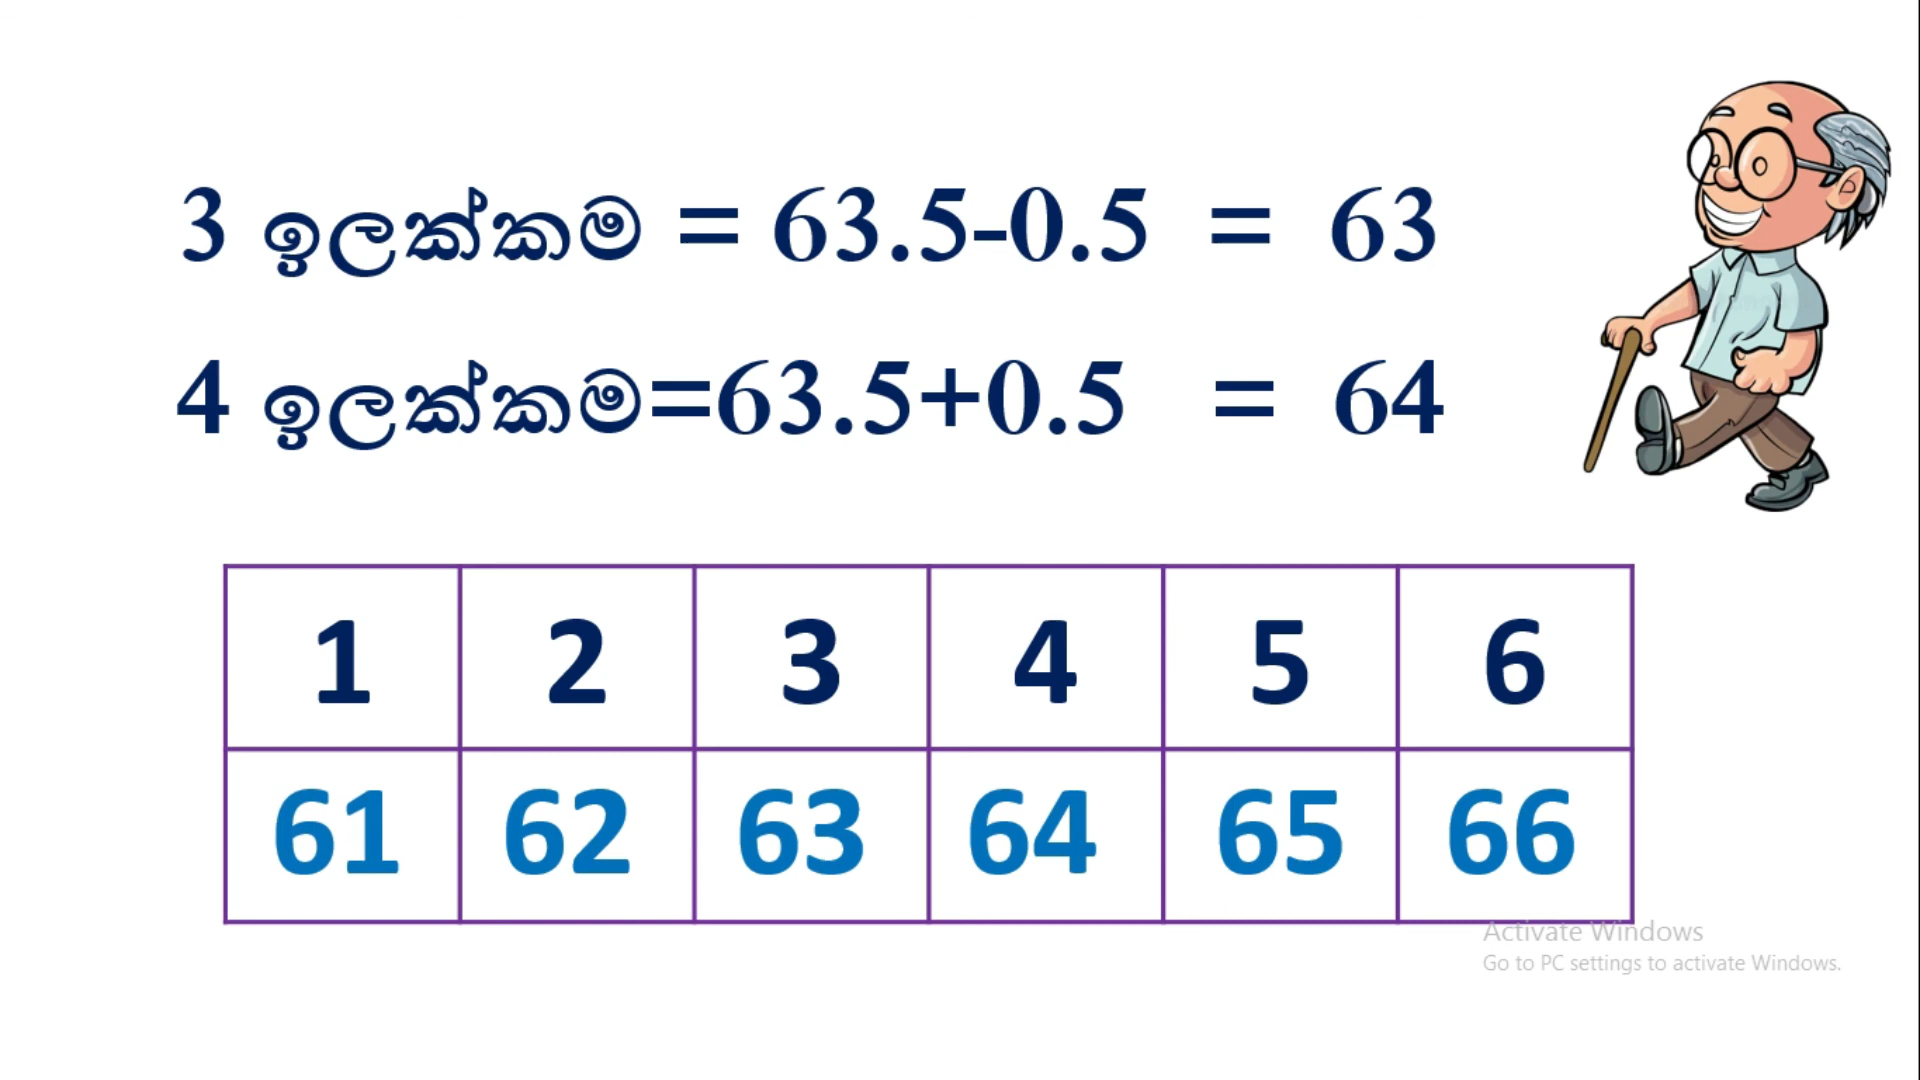 3 ඉලක්කම = 63.5-0.5 = 63
4 ඉලක්කම=63.5+0.5 = 64
1 2 3 4 5 6
61 62 63 64 65 66
Activate Windows
Go to PC settings to activate Windows.